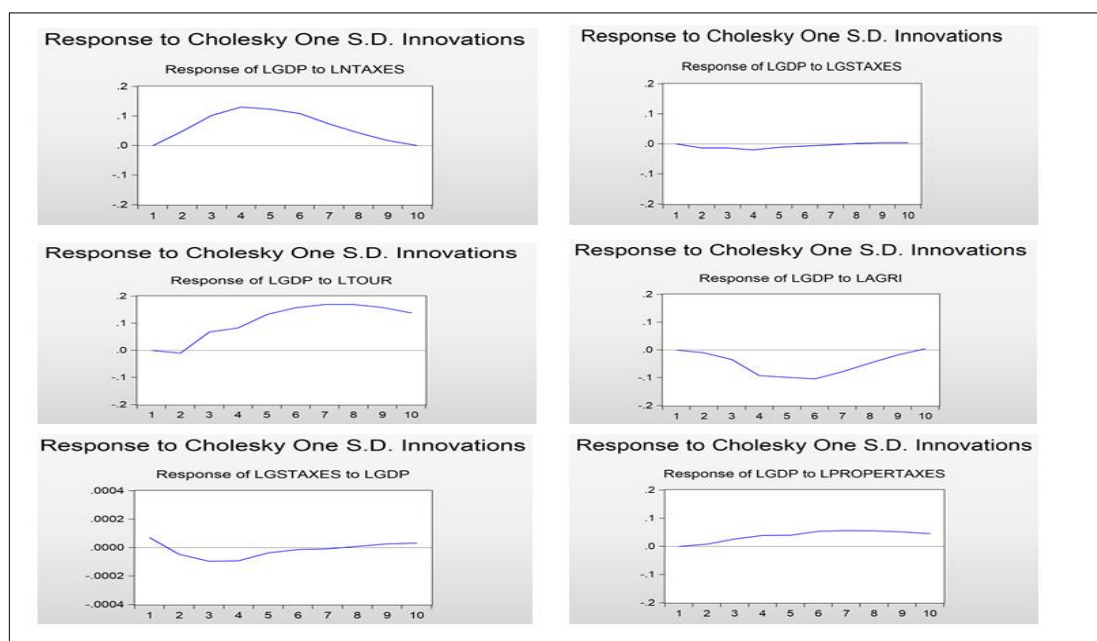 Response to Cholesky One S.D. Innovations
Response of LGDP to LNTAXES
.2
.1
.0
-.1
-.2
1 2 3 4 5 6 7 8 9 10
Response to Cholesky One S.D. Innovations
Response of LGDP to LGSTAXES
.2
.1
.0
-.1
-.2
1 2 3 4 5 6 7 8 9 10
Response to Cholesky One S.D. Innovations
Response of LGDP to LTOUR
.2
.1
.0
-.1
-.2
1 2 3 4 5 6 7 8 9 10
Response to Cholesky One S.D. Innovations
Response of LGDP to LAGRI
.2
.1
.0
-.1
-.2
1 2 3 4 5 6 7 8 9 10
Response to Cholesky One S.D. Innovations
Response of LGSTAXES to LGDP
.0004
.0002
.0000
-.0002
-.0004
1 2 3 4 5 6 7 8 9 10
Response to Cholesky One S.D. Innovations
Response of LGDP to LPROPERTAXES
.2
.1
.0
-.1
-.2
1 2 3 4 5 6 7 8 9 10